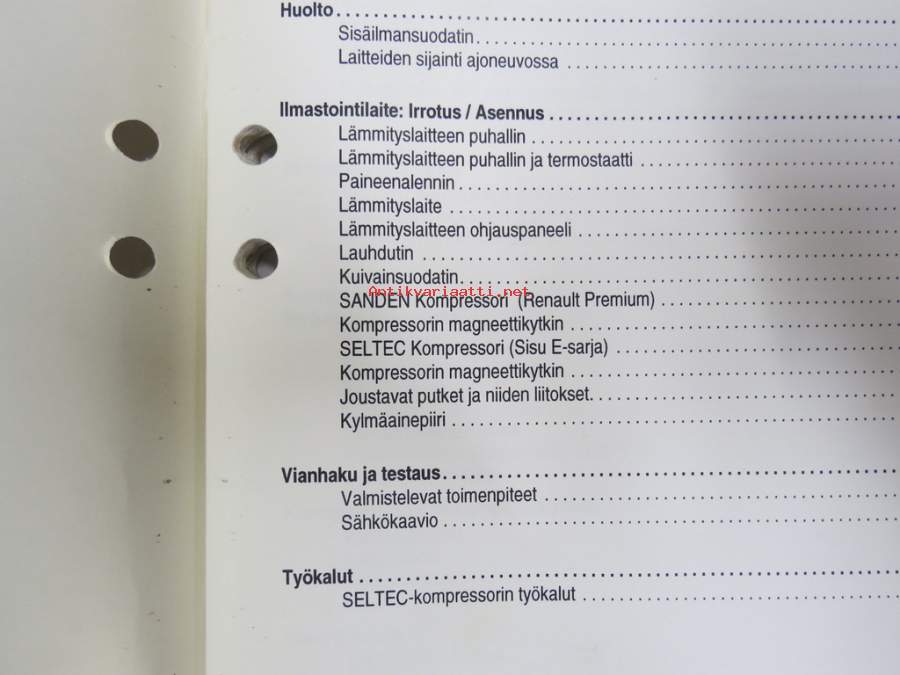 Huolto
Sisäilmansuodatin
Laitteiden sijainti ajoneuvossa
Ilmastointilaite: Irrotus / Asennus
Lämmityslaitteen puhallin
Lämmityslaitteen puhallin ja termostaatti
Paineenalennin
Lämmityslaite
Lämmityslaitteen ohjauspaneeli
Lauhdutin
Kuivainsuodatin
Antikvariaatti.net
SANDEN Kompressori (Renault Premium)
Kompressorin magneettikytkin
SELTEC Kompressori (Sisu E-sarja)
Kompressorin magneettikytkin
Joustavat putket ja niiden liitokset.
Kylmäainepiiri
Vianhaku ja testaus
Valmistelevat toimenpiteet
Sähkökaavio
Työkalut
SELTEC-kompressorin työkalut